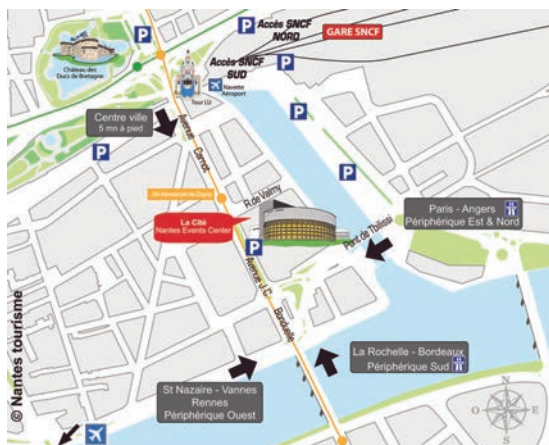 Accès SNCF
NORD
GARE SNCF
P
P
P
Accès SNCF
SUD
Château des
Ducs de Bretagne
Tour LU
Navette
Aéroport
P
Centre ville
5 mn à pied
P
Avenue Carnot
P
R.de Valmy
La Cité
Nantes Events Center
P
Pont de Tbilissi
Paris - Angers
Périphérique Est & Nord
P
Avenue J.C
Bonduelle
La Rochelle - Bordeaux
Périphérique Sud
St Nazaire - Vannes
Rennes
Périphérique Ouest
© Nantes tourisme